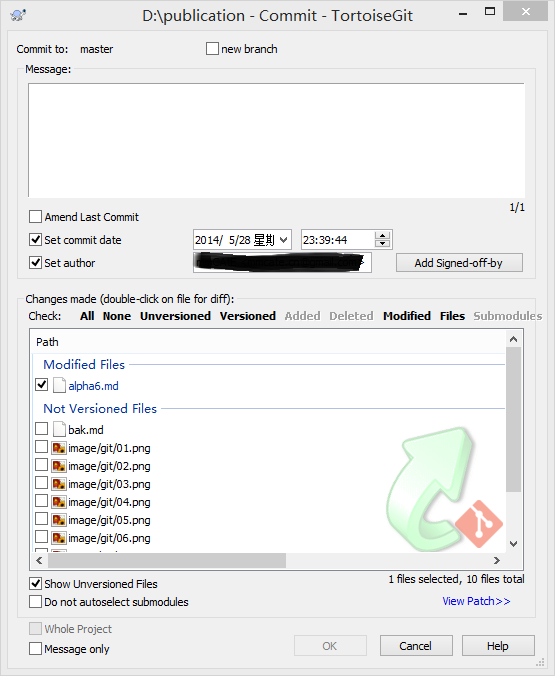 D:\publication - Commit - TortoiseGit
Commit to: master new branch
Message:
1/1
Amend Last Commit
Set commit date 2014/ 5/28 星期 23:39:44
Set author Add Signed-off-by
Changes made (double-click on file for diff):
Check: All None Unversioned Versioned Added Deleted Modified Files Submodules
Path
Modified Files
alpha6.md
Not Versioned Files
bak.md
image/git/01.png
image/git/02.png
image/git/03.png
image/git/04.png
image/git/05.png
image/git/06.png
Show Unversioned Files 1 files selected, 10 files total
Do not autoselect submodules View Patch>>
Whole Project
Message only OK Cancel Help